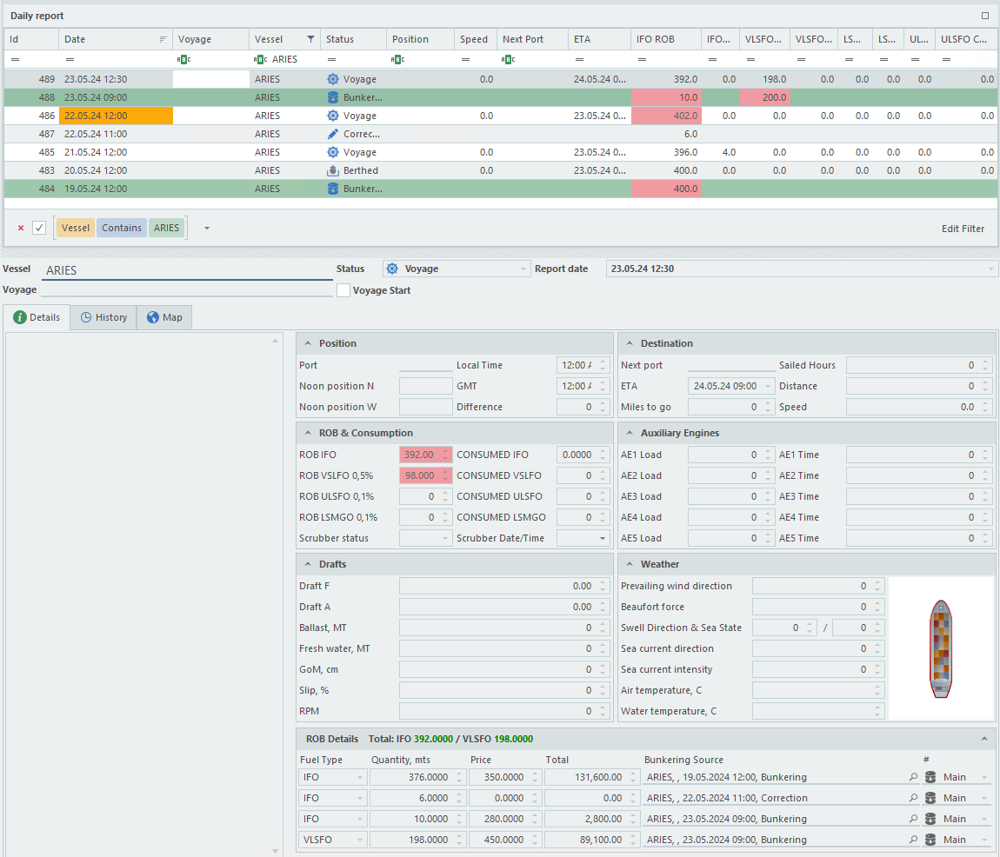 Daily report
Id Date Voyage Vessel Status Position Speed Next Port ETA IFO ROB IFO... VLSFO... VLSFO... LS... LS... UL... ULSFO C...
= = ABC ABC ARIES = ABC = ABC = = = = = = = = =
489 23.05.24 12:30 ARIES Voyage 0.0 24.05.24 0... 392.0 0.0 198.0 0.0 0.0 0.0 0.0 0.0
488 23.05.24 09:00 ARIES Bunker... 10.0 200.0
486 22.05.24 12:00 ARIES Voyage 0.0 23.05.24 0... 402.0 0.0 0.0 0.0 0.0 0.0 0.0 0.0
487 22.05.24 11:00 ARIES Correc... 6.0
485 21.05.24 12:00 ARIES Voyage 0.0 23.05.24 0... 396.0 4.0 0.0 0.0 0.0 0.0 0.0 0.0
483 20.05.24 12:00 ARIES Berthed 0.0 23.05.24 0... 400.0 0.0 0.0 0.0 0.0 0.0 0.0 0.0
484 19.05.24 12:00 ARIES Bunker... 400.0
Vessel Contains ARIES Edit Filter
Vessel ARIES Status Voyage Report date 23.05.24 12:30
Voyage Voyage Start
Details History Map
Position
Port Local Time 12:00 A
Noon position N GMT 12:00 A
Noon position W Difference 0
Destination
Next port Sailed Hours 0
ETA 24.05.24 09:00 Distance 0
Miles to go 0 Speed 0.0
ROB & Consumption
ROB IFO 392.00 CONSUMED IFO 0.0000
ROB VLSFO 0,5% 98.000 CONSUMED VLSFO 0
ROB ULSFO 0,1% 0 CONSUMED ULSFO 0
ROB LSMGO 0,1% 0 CONSUMED LSMGO 0
Scrubber status Scrubber Date/Time
Auxiliary Engines
AE1 Load 0 AE1 Time 0
AE2 Load 0 AE2 Time 0
AE3 Load 0 AE3 Time 0
AE4 Load 0 AE4 Time 0
AE5 Load 0 AE5 Time 0
Drafts
Draft F 0.00
Draft A 0.00
Ballast, MT 0
Fresh water, MT 0
GoM, cm 0
Slip, % 0
RPM 0
Weather
Prevailing wind direction 0
Beaufort force 0
Swell Direction & Sea State 0 / 0
Sea current direction 0
Sea current intensity 0
Air temperature, C
Water temperature, C
ROB Details Total: IFO 392.0000 / VLSFO 198.0000
Fuel Type Quantity, mts Price Total Bunkering Source #
IFO 376.0000 350.0000 131,600.00 ARIES, , 19.05.2024 12:00, Bunkering Main
IFO 6.0000 0.0000 0.00 ARIES, , 22.05.2024 11:00, Correction Main
IFO 10.0000 280.0000 2,800.00 ARIES, , 23.05.2024 09:00, Bunkering Main
VLSFO 198.0000 450.0000 89,100.00 ARIES, , 23.05.2024 09:00, Bunkering Main